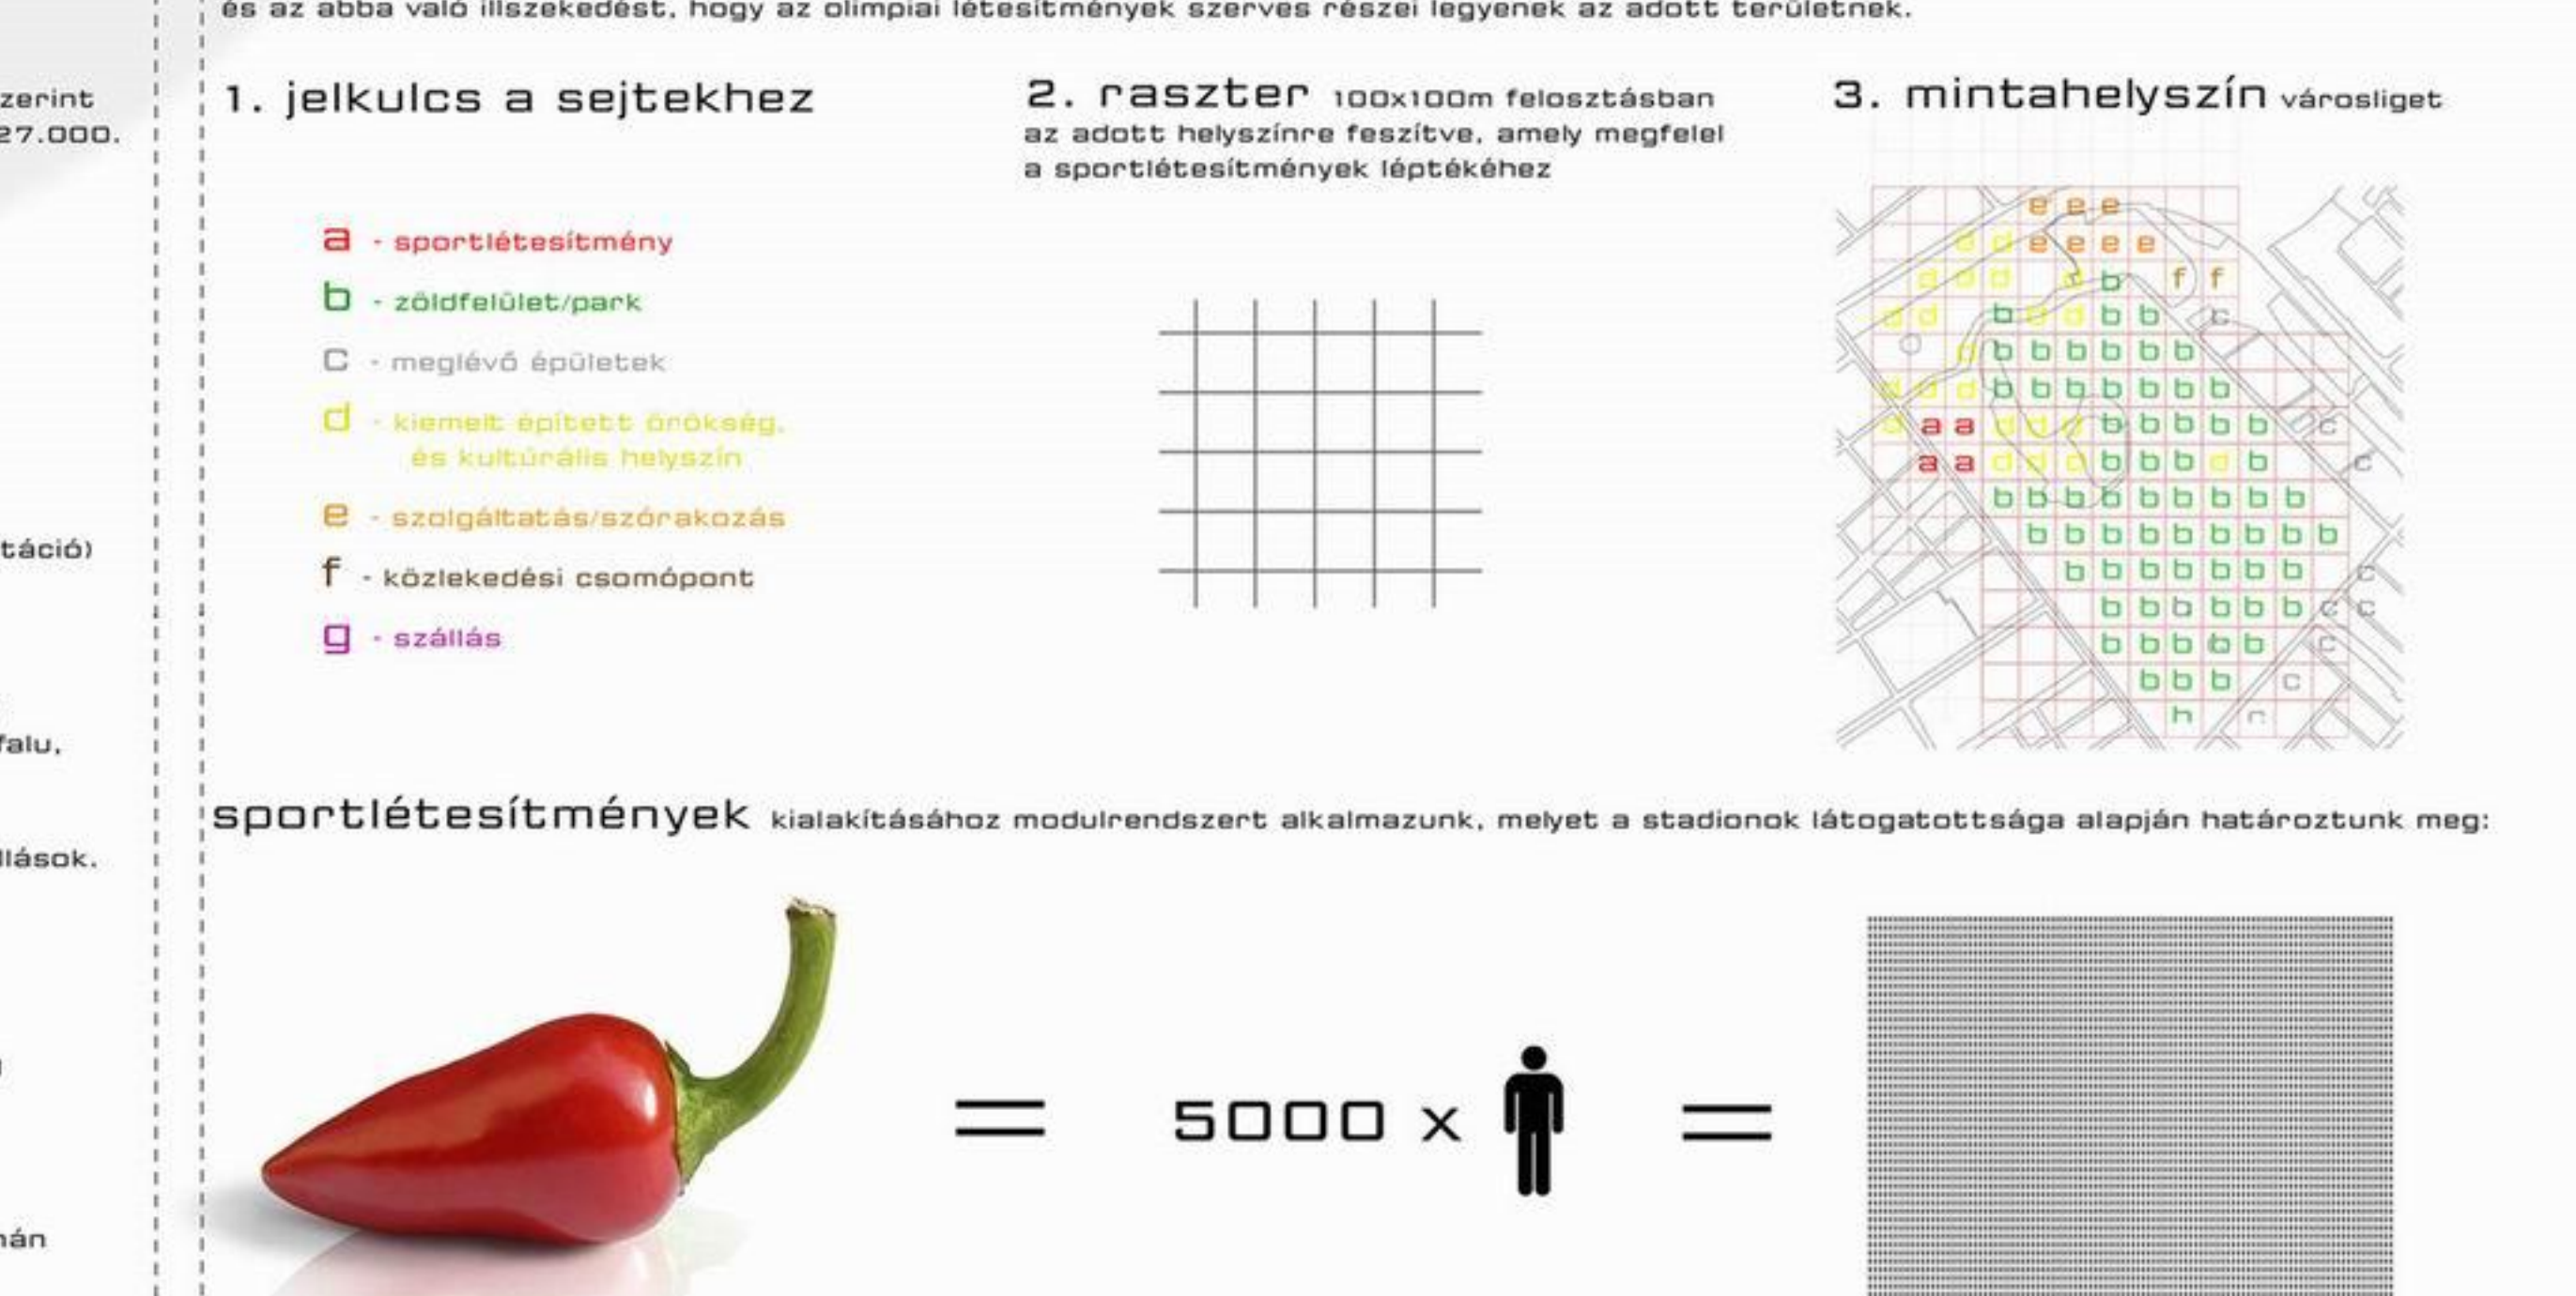 és az abba való illszekedést, hogy az olimpiai létesítmények szerves részei legyenek az adott területnek.
zerint
27.000.
táció)
falu,
llások.
nán
1. jelkulcs a sejtekhez
a - sportlétesítmény
b - zöldfelület/park
c - meglévő épületek
d - kiemelt épített örökség,
és kultúrális helyszín
e - szolgáltatás/szórakozás
f - közlekedési csomópont
g - szállás
2. raszter 100x100m felosztásban
az adott helyszínre feszítve, amely megfelel
a sportlétesítmények léptékéhez
3. mintahelyszín városliget
e e e
d d e e e e
d d d d b f f
d d b d d b b c
d b b b b b b
d d d b b b b b b b
d a a d d d b b b b b c
a a d d d b b b d b c
b b b b b b b b b
b b b b b b b b b
b b b b b b b c
b b b b b b c c
b b b b b c
b b b c
sportlétesítmények kialakításához modulrendszert alkalmazunk, melyet a stadionok látogatottsága alapján határoztunk meg:
= 5000 x =